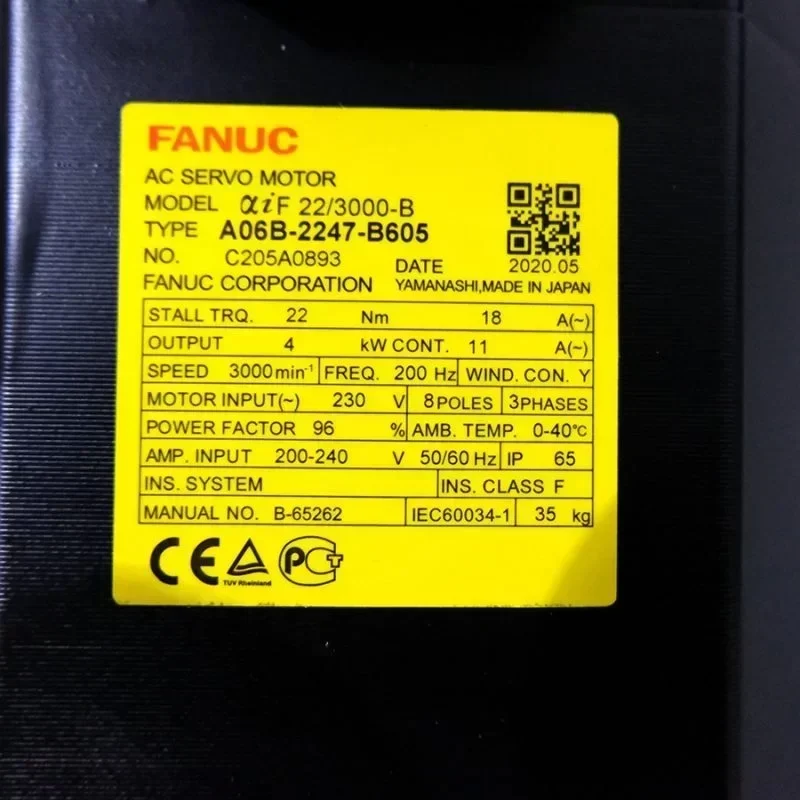 FANUC
AC SERVO MOTOR
MODEL αiF 22/3000-B
TYPE A06B-2247-B605
NO. C205A0893
DATE 2020.05
FANUC CORPORATION YAMANASHI,MADE IN JAPAN
STALL TRQ. 22 Nm 18 A(~)
OUTPUT 4 kW CONT. 11 A(~)
SPEED 3000min⁻¹ FREQ. 200 Hz WIND. CON. Y
MOTOR INPUT(~) 230 V 8POLES 3PHASES
POWER FACTOR 96 % AMB. TEMP. 0-40℃
AMP. INPUT 200-240 V 50/60 Hz IP 65
INS. SYSTEM INS. CLASS F
MANUAL NO. B-65262 IEC60034-1 35 kg
CE TUV Rheinland PCT